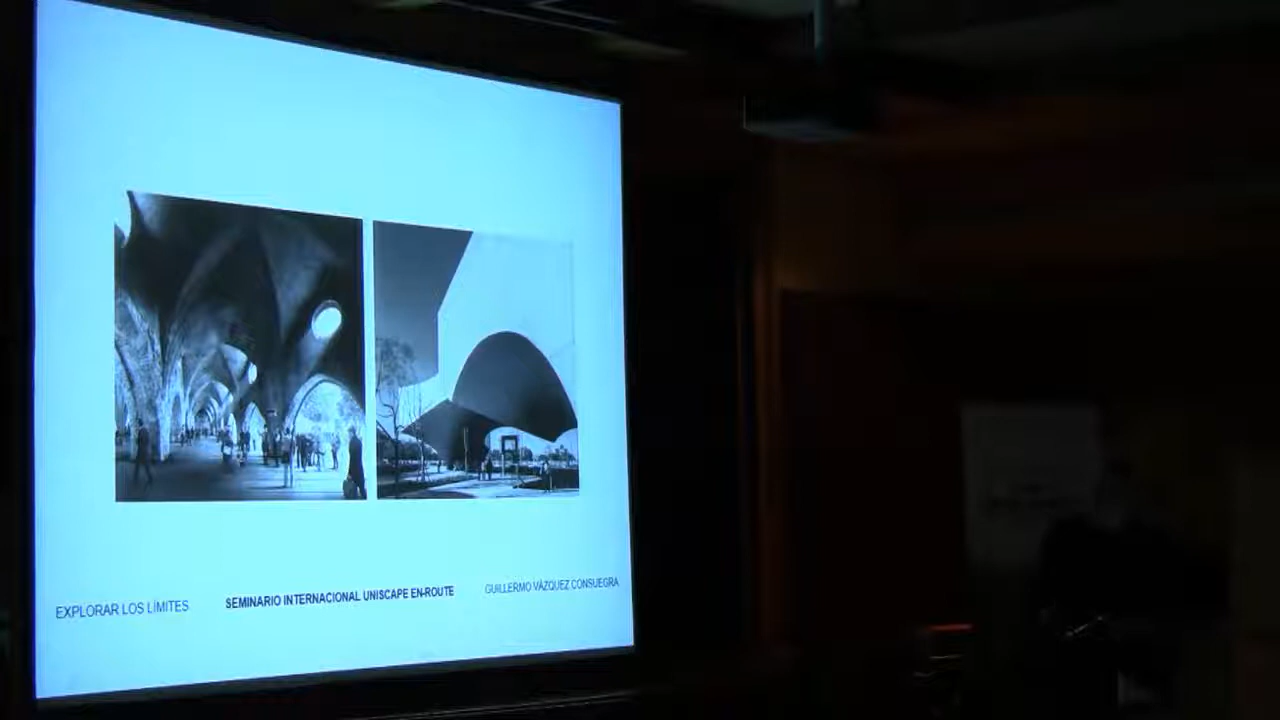 EXPLORAR LOS LÍMITES
SEMINARIO INTERNACIONAL UNISCAPE EN-ROUTE
GUILLERMO VÁZQUEZ CONSUEGRA